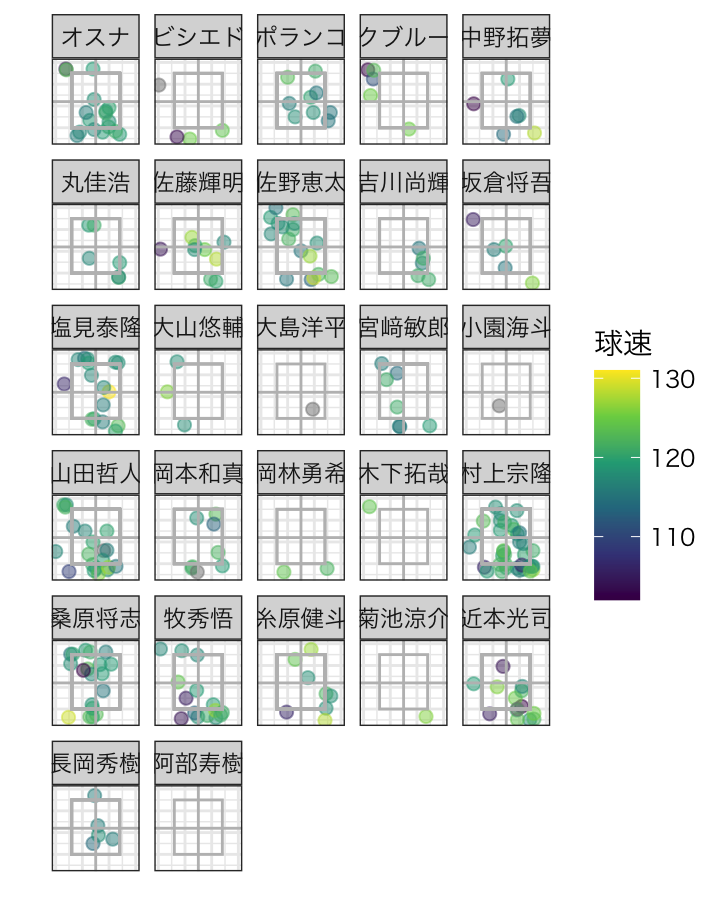 オスナ
ビシエド
ポランコ
クブルー
中野拓夢
丸佳浩
佐藤輝明
佐野恵太
吉川尚輝
坂倉将吾
塩見泰隆
大山悠輔
大島洋平
宮﨑敏郎
小園海斗
山田哲人
岡本和真
岡林勇希
木下拓哉
村上宗隆
桑原将志
牧秀悟
糸原健斗
菊池涼介
近本光司
長岡秀樹
阿部寿樹
球速
130
120
110